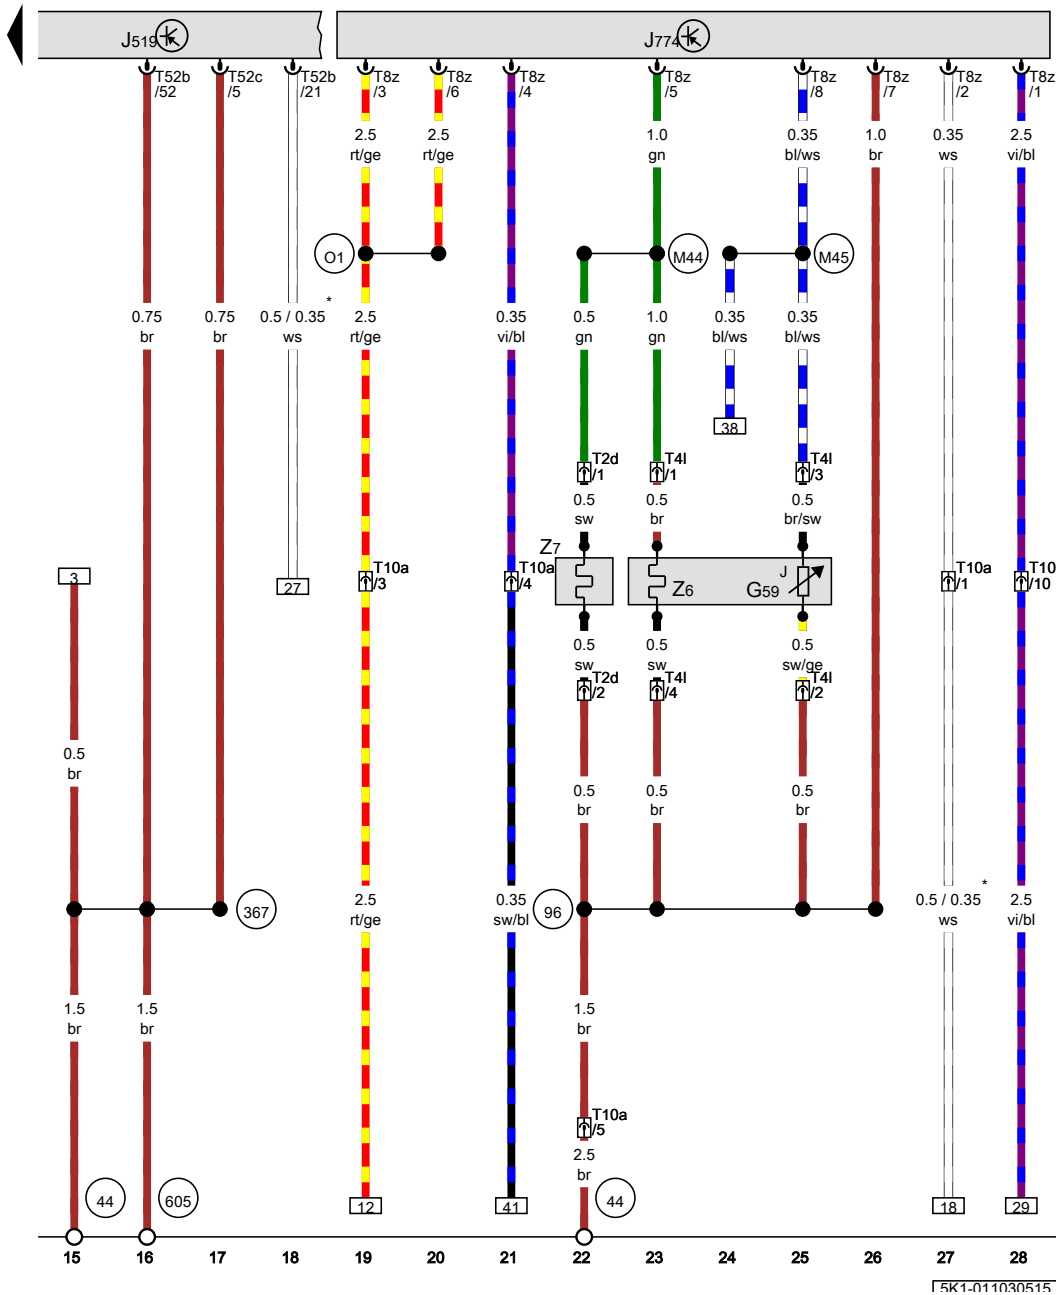 J519 J774
T52b T52c T52b T8z T8z T8z T8z T8z T8z T8z T8z
/52 /5 /21 /3 /6 /4 /5 /8 /7 /2 /1
2.5 2.5 1.0 0.35 1.0 0.35 2.5
rt/ge rt/ge gn bl/ws br ws vi/bl
O1 M44 M45
*
0.75 0.75 0.5 / 0.35 2.5 0.35 0.5 1.0 0.35 0.35
br br ws rt/ge vi/bl gn gn bl/ws bl/ws
38
T2d T4l T4l
/1 /1 /3
0.5 0.5 0.5
sw br br/sw
Z7
3 27 T10a T10a J T10a T10
/3 /4 Z6 G59 /1 /10
0.5 0.5 0.5
sw sw sw/ge
T2d T4l T4l
/2 /4 /2
0.5
br
0.5 0.5 0.5
br br br
*
2.5 0.35 0.5 / 0.35 2.5
367 96
rt/ge sw/bl ws vi/bl
1.5 1.5 1.5
br br br
T10a
/5
2.5
br
44 605 12 41 44 18 29
15 16 17 18 19 20 21 22 23 24 25 26 27 28
5K1-011030515